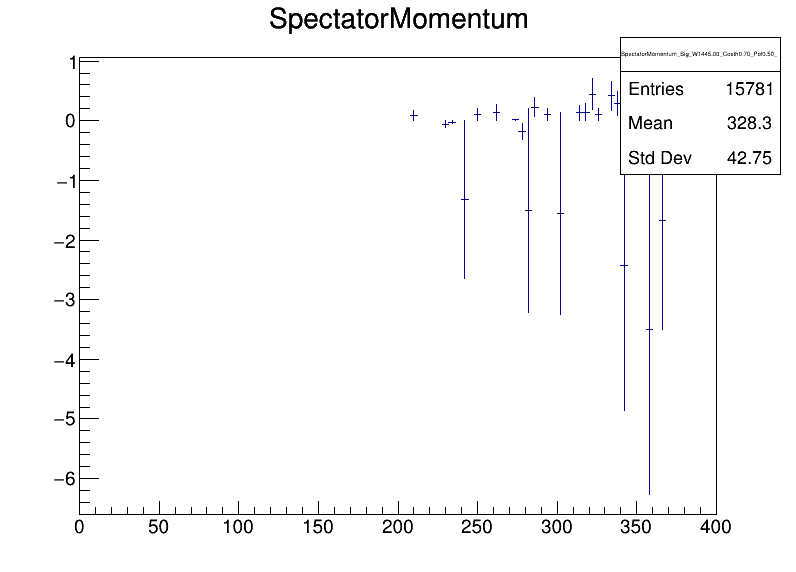 SpectatorMomentum
SpectatorMomentum_Sig_W1445.00_Costh0.70_Pol0.50_
Entries 15781
Mean 328.3
Std Dev 42.75
1
0
−1
−2
−3
−4
−5
−6
0 50 100 150 200 250 300 350 400